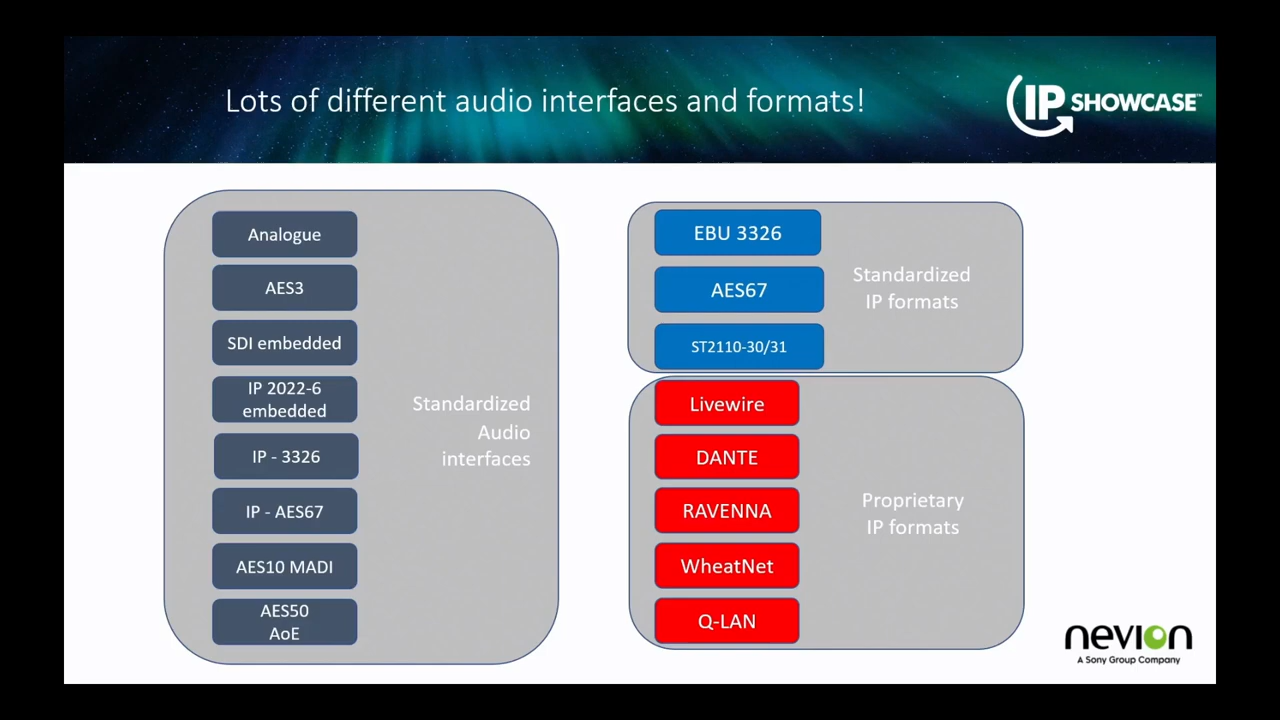 Lots of different audio interfaces and formats!
IP SHOWCASE™
Analogue
AES3
SDI embedded
IP 2022-6
embedded
IP - 3326
IP - AES67
AES10 MADI
AES50
AoE
Standardized
Audio
interfaces
EBU 3326
AES67
ST2110-30/31
Standardized
IP formats
Livewire
DANTE
RAVENNA
WheatNet
Q-LAN
Proprietary
IP formats
nevion
A Sony Group Company